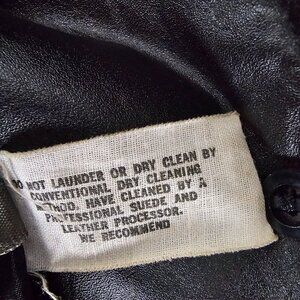 DO NOT LAUNDER OR DRY CLEAN BY
CONVENTIONAL DRY CLEANING
METHOD. HAVE CLEANED BY A
PROFESSIONAL SUEDE AND
LEATHER PROCESSOR.
WE RECOMMEND